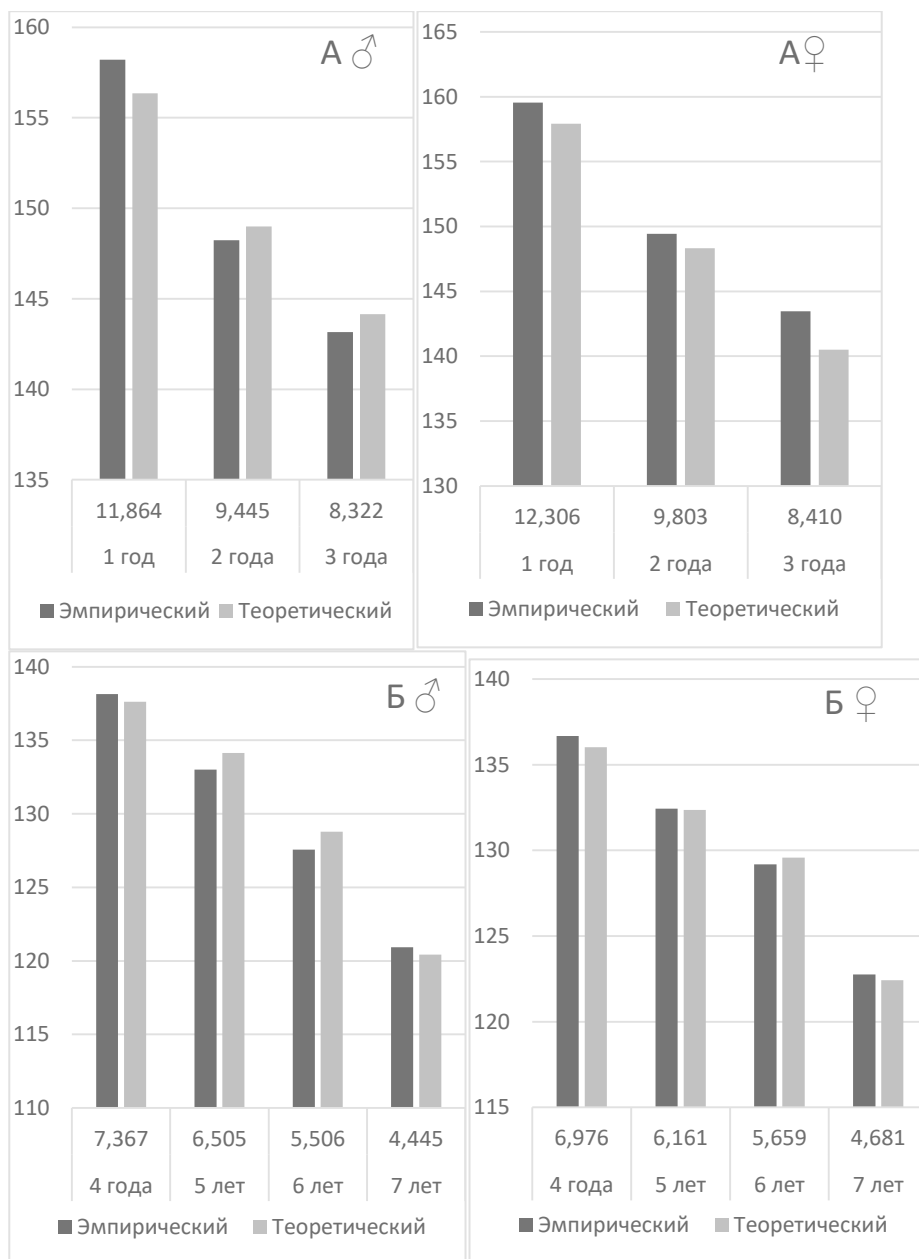 А ♂
160
155
150
145
140
135
11,864 9,445 8,322
1 год 2 года 3 года
Эмпирический Теоретический
А♀
165
160
155
150
145
140
135
130
12,306 9,803 8,410
1 год 2 года 3 года
Эмпирический Теоретический
Б ♂
140
135
130
125
120
115
110
7,367 6,505 5,506 4,445
4 года 5 лет 6 лет 7 лет
Эмпирический Теоретический
Б ♀
140
135
130
125
120
115
6,976 6,161 5,659 4,681
4 года 5 лет 6 лет 7 лет
Эмпирический Теоретический